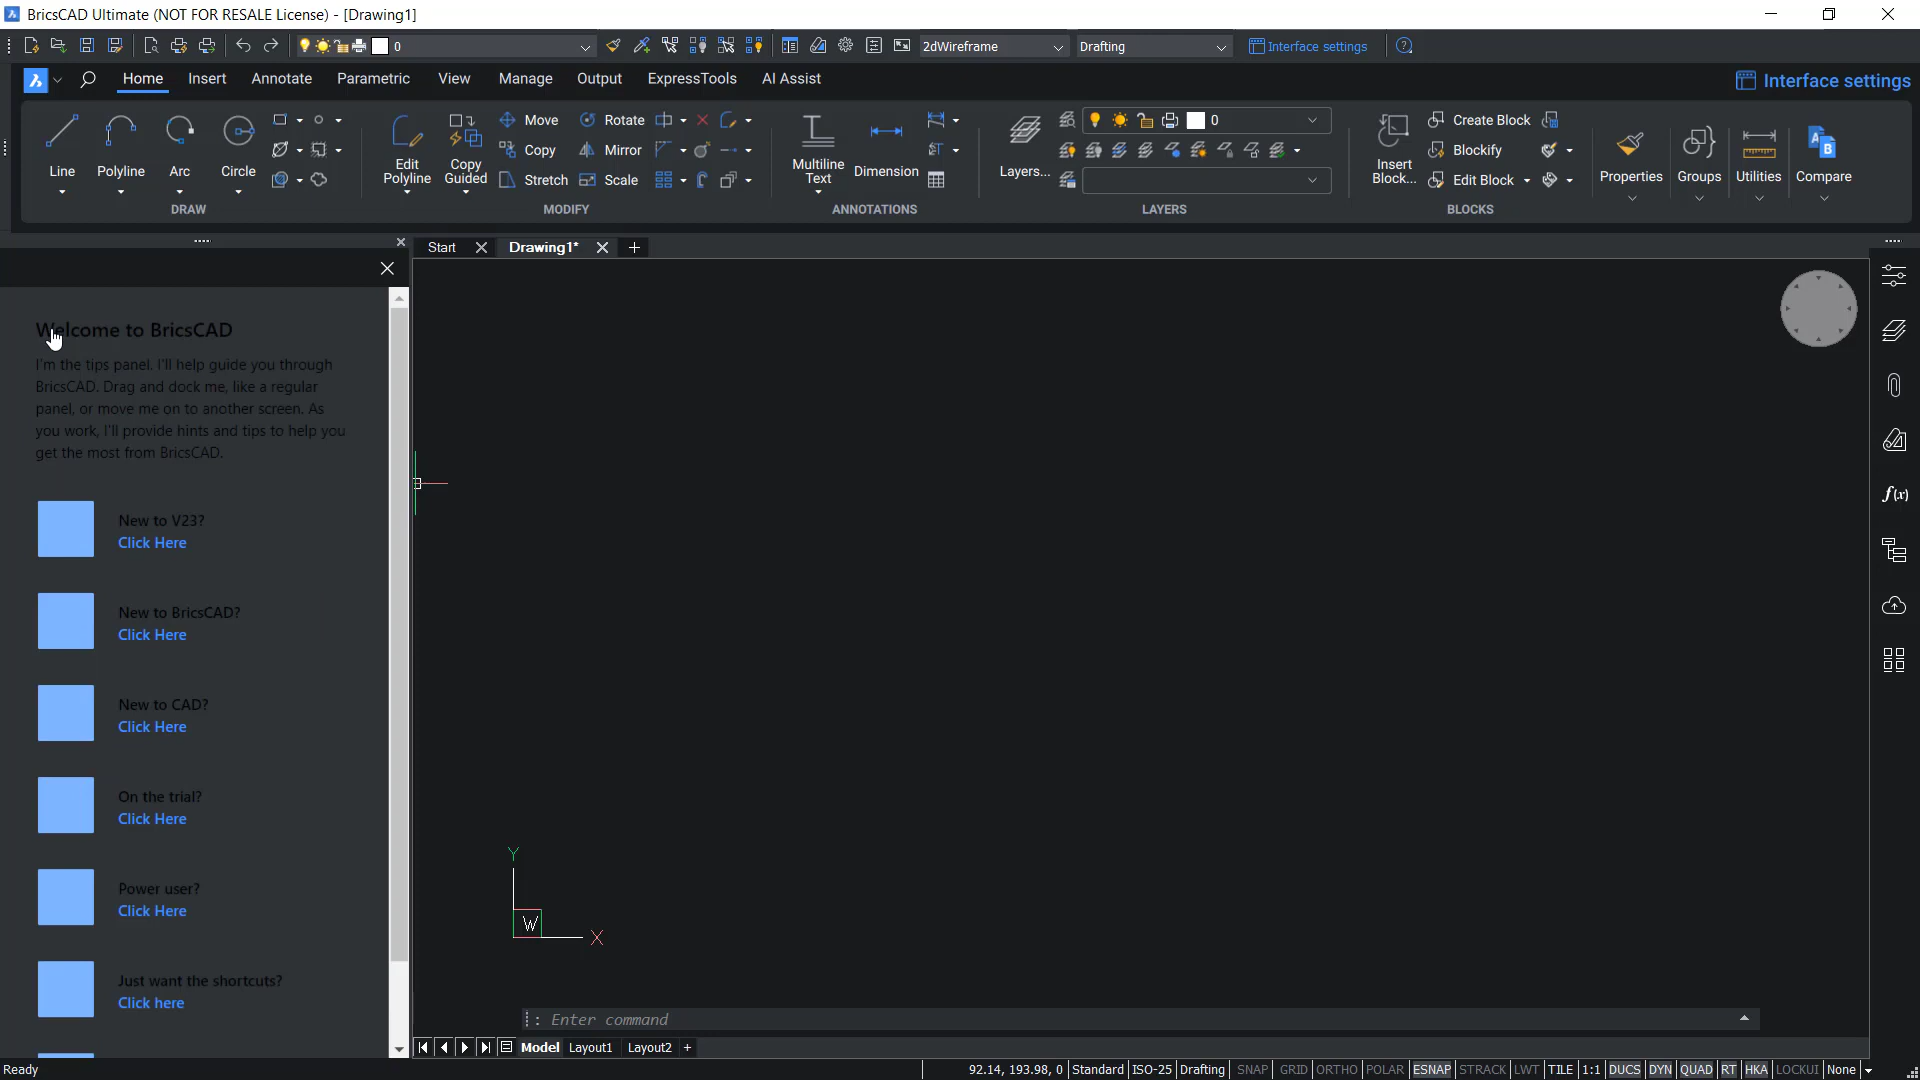 BricsCAD Ultimate (NOT FOR RESALE License) - [Drawing1]
0
2dWireframe
Drafting
Interface settings
Home
Insert
Annotate
Parametric
View
Manage
Output
ExpressTools
AI Assist
Interface settings
Line
Polyline
Arc
Circle
DRAW
Edit
Polyline
Copy
Guided
Move
Copy
Stretch
Rotate
Mirror
Scale
MODIFY
Multiline
Text
Dimension
ANNOTATIONS
Layers...
0
LAYERS
Insert
Block...
Create Block
Blockify
Edit Block
BLOCKS
Properties
Groups
Utilities
A
B
Compare
Start
Drawing1*
Welcome to BricsCAD
I'm the tips panel. I'll help guide you through
BricsCAD. Drag and dock me, like a regular
panel, or move me on to another screen. As
you work, I'll provide hints and tips to help you
get the most from BricsCAD.
New to V23?
Click Here
New to BricsCAD?
Click Here
New to CAD?
Click Here
On the trial?
Click Here
Power user?
Click Here
Just want the shortcuts?
Click here
f(x)
Y
W
X
: Enter command
Model
Layout1
Layout2
Ready
92.14, 193.98, 0
Standard
ISO-25
Drafting
SNAP
GRID
ORTHO
POLAR
ESNAP
STRACK
LWT
TILE
1:1
DUCS
DYN
QUAD
RT
HKA
LOCKUI
None